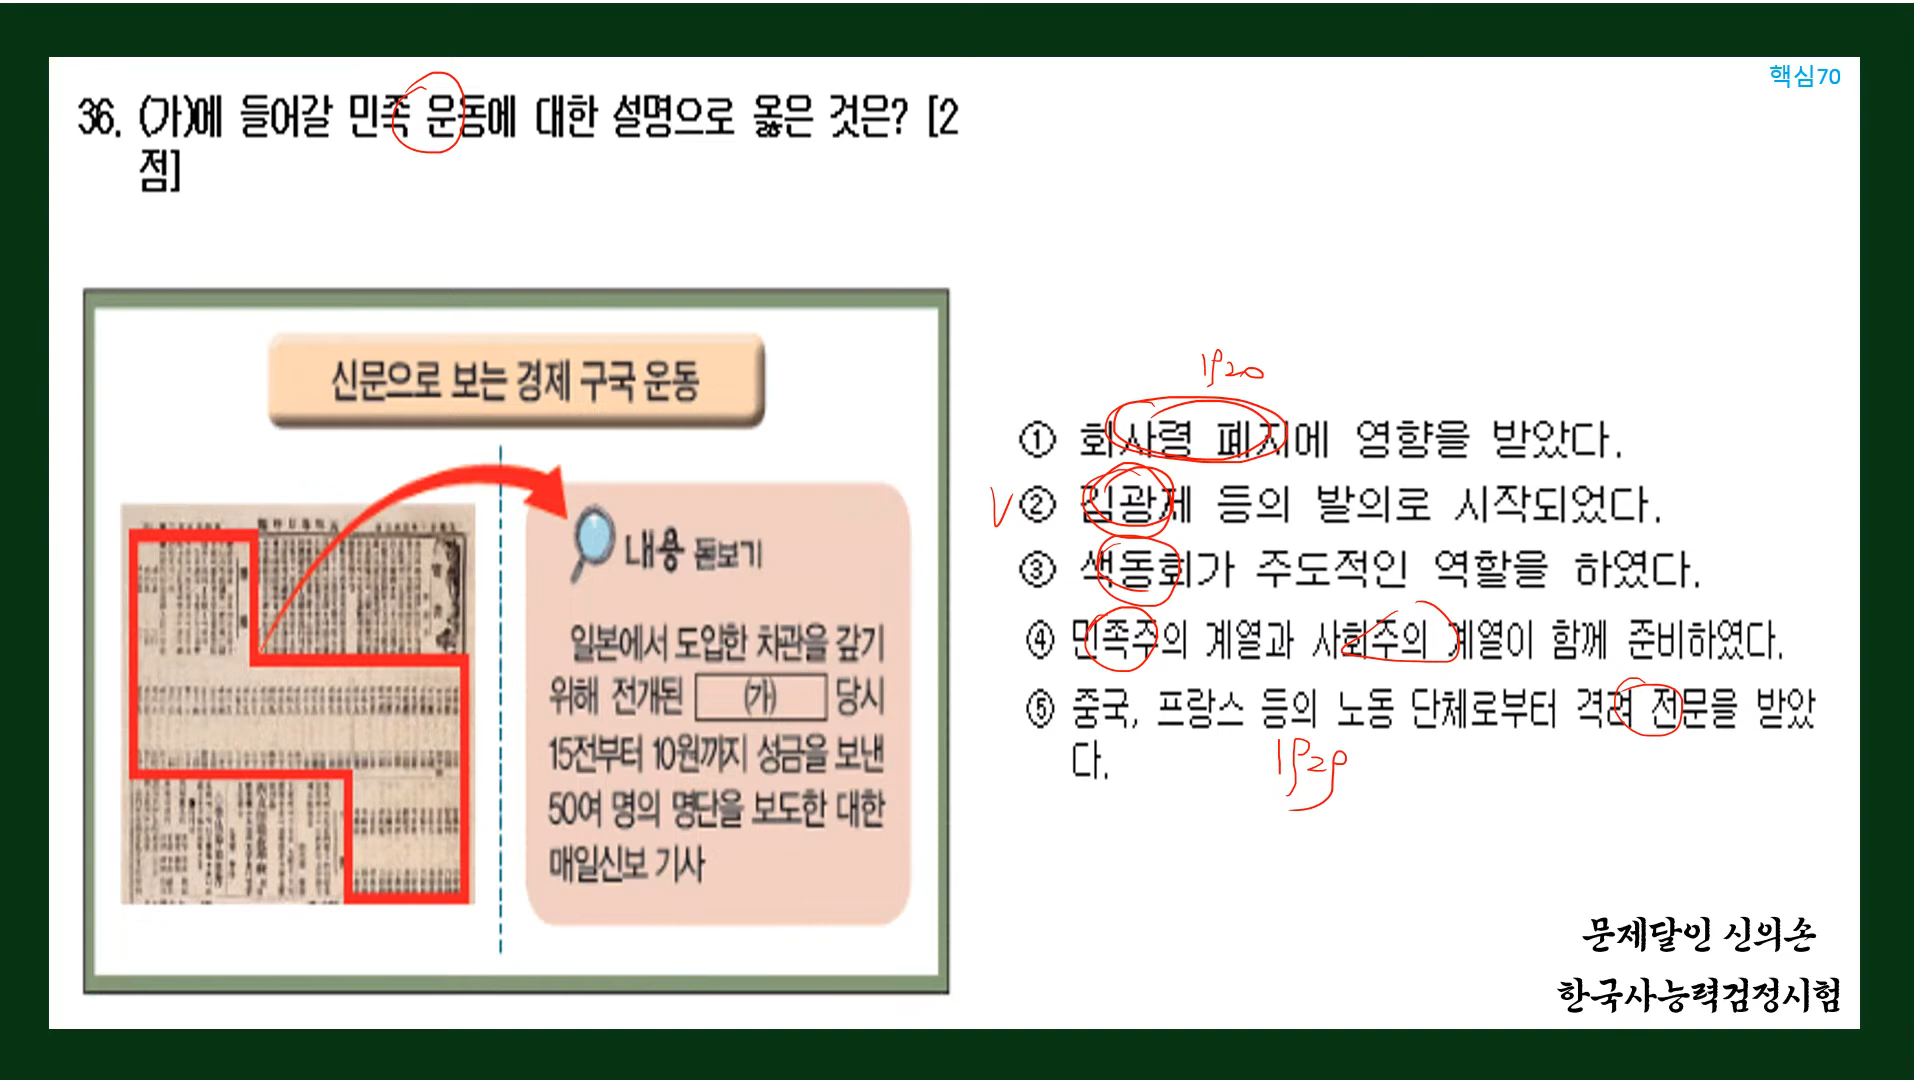 핵심70
36. (가)에 들어갈 민족 운동에 대한 설명으로 옳은 것은? [2
점]
신문으로 보는 경제 구국 운동
내용 돋보기
일본에서 도입한 차관을 갚기
위해 전개된 (가) 당시
15전부터 10원까지 성금을 보낸
50여 명의 명단을 보도한 대한
매일신보 기사
1920
① 회사령 폐지에 영향을 받았다.
V ② 김광제 등의 발의로 시작되었다.
③ 색동회가 주도적인 역할을 하였다.
④ 민족주의 계열과 사회주의 계열이 함께 준비하였다.
⑤ 중국, 프랑스 등의 노동 단체로부터 격려 전문을 받았
다.
1929
문제달인 신의손
한국사능력검정시험